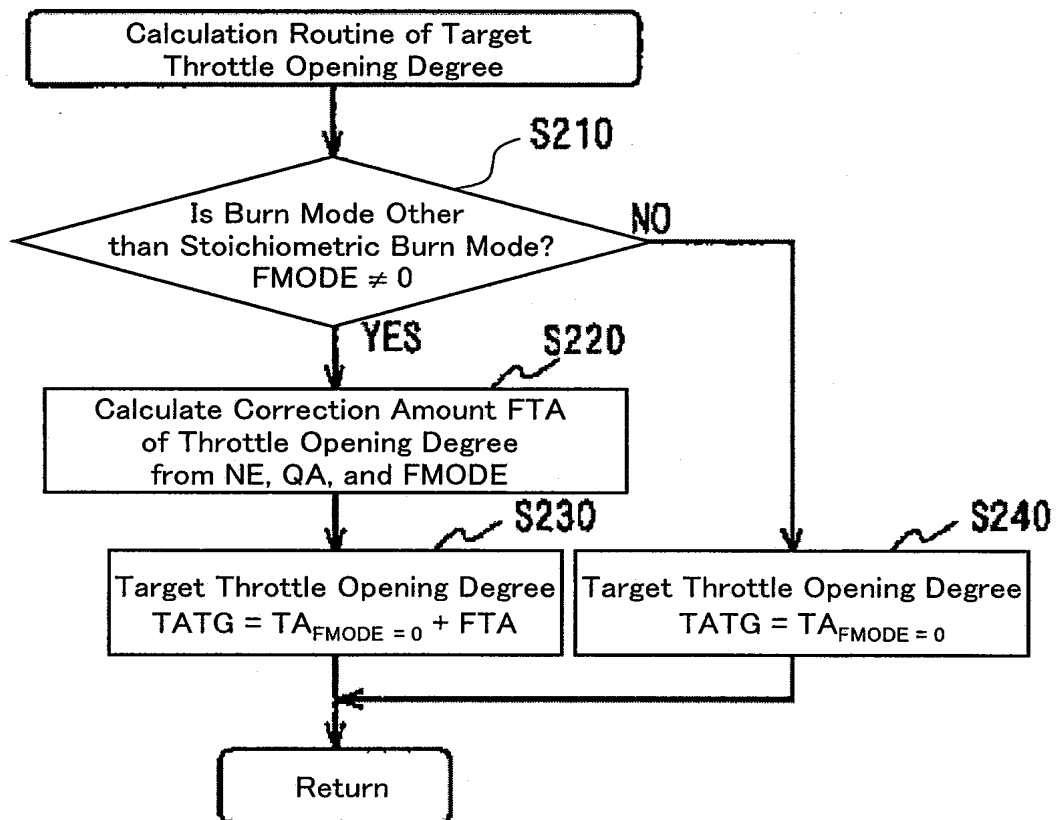 Calculation Routine of Target
Throttle Opening Degree
S210
Is Burn Mode Other
than Stoichiometric Burn Mode?
FMODE ≠ 0
NO
YES
S220
Calculate Correction Amount FTA
of Throttle Opening Degree
from NE, QA, and FMODE
S230
Target Throttle Opening Degree
TATG = TA_FMODE = 0 + FTA
S240
Target Throttle Opening Degree
TATG = TA_FMODE = 0
Return